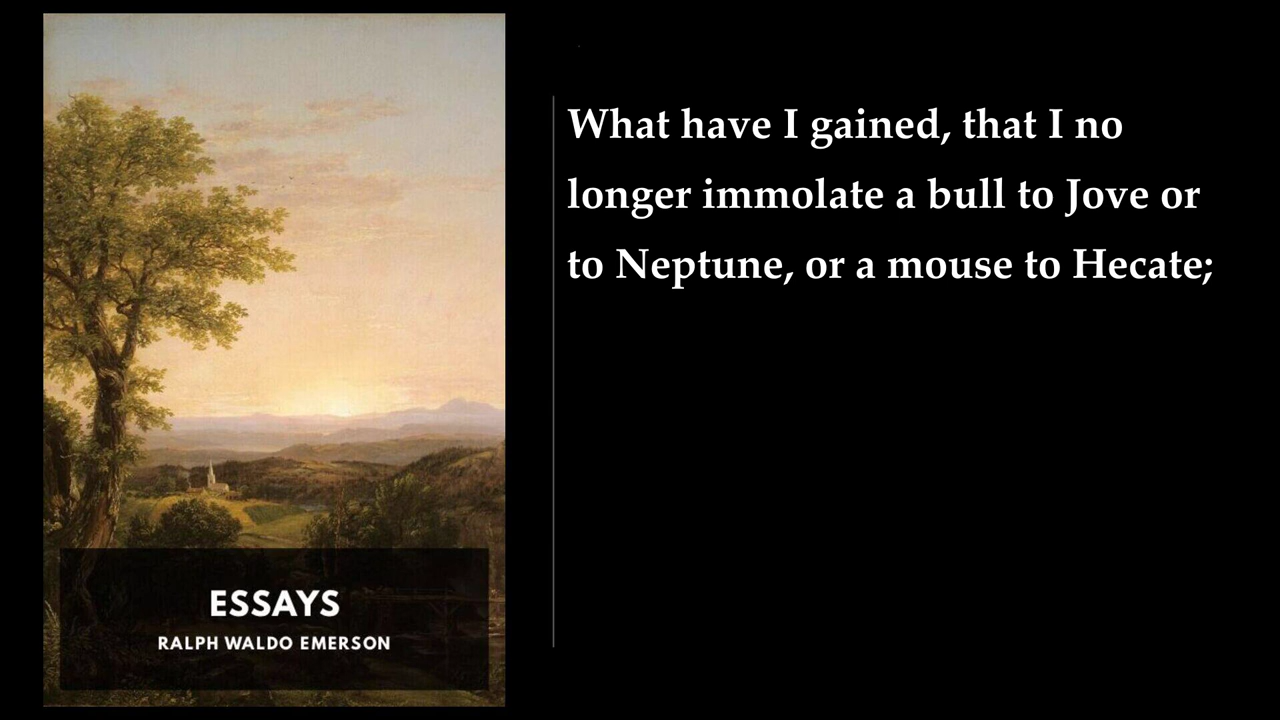 What have I gained, that I no
longer immolate a bull to Jove or
to Neptune, or a mouse to Hecate;
ESSAYS
RALPH WALDO EMERSON